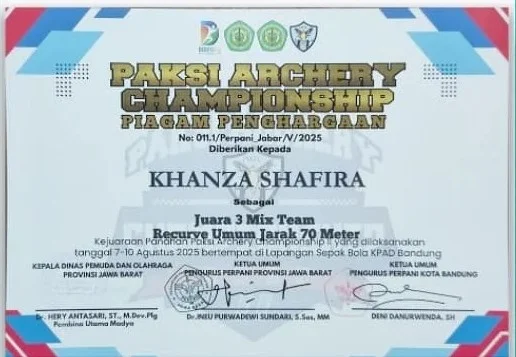 PAKSI ARCHERY
CHAMPIONSHIP
PIAGAM PENGHARGAAN
No: 011.1/Perpani_Jabar/V/2025
Diberikan Kepada
KHANZA SHAFIRA
Sebagai
Juara 3 Mix Team
Recurve Umum Jarak 70 Meter
Kejuaraan Panahan Paksi Archery Championship II yang dilaksanakan
tanggal 7-10 Agustus 2025 bertempat di Lapangan Sepak Bola KPAD Bandung
KEPALA DINAS PEMUDA DAN OLAHRAGA
PROVINSI JAWA BARAT
KETUA UMUM
PENGURUS PERPANI PROVINSI JAWA BARAT
KETUA UMUM
PENGURUS PERPANI KOTA BANDUNG
Dr. HERY ANTASARI, ST., M.Dev.Plg
Pembina Utama Madya
Dr. INEU PURWADEWI SUNDARI, S.Sos, MM
DENI DANURWENDA. SH